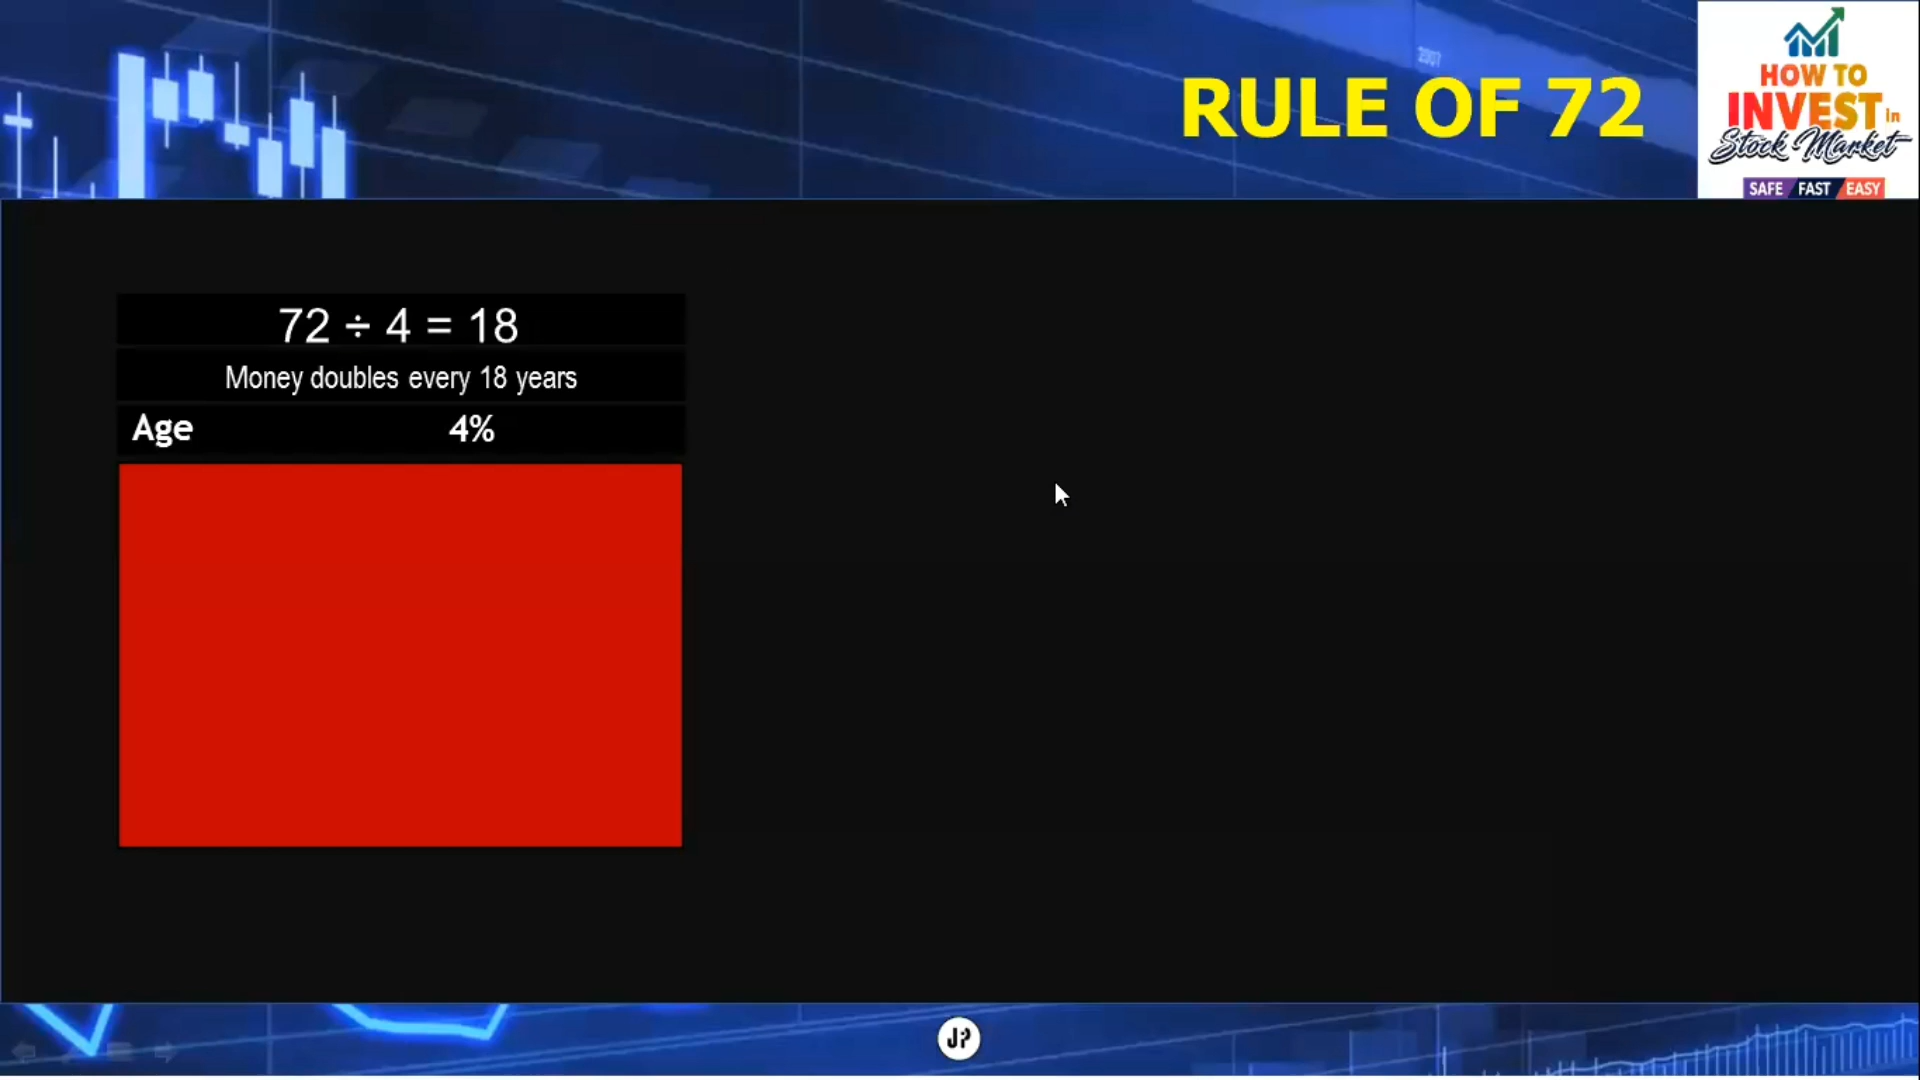 2007
RULE OF 72
HOW TO
INVEST in
Stock Market
SAFE FAST EASY
72 ÷ 4 = 18
Money doubles every 18 years
Age 4%
J?